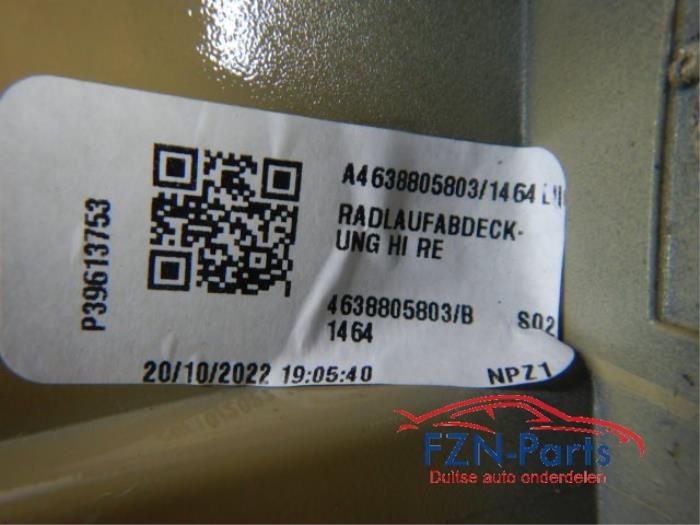 P39613753
A4638805803/1464
RADLAUFABDECK-
UNG HI RE
4638805803/B S02
1464
20/10/2022 19:05:40 NPZ1
FZN-Parts
Duitse auto onderdelen